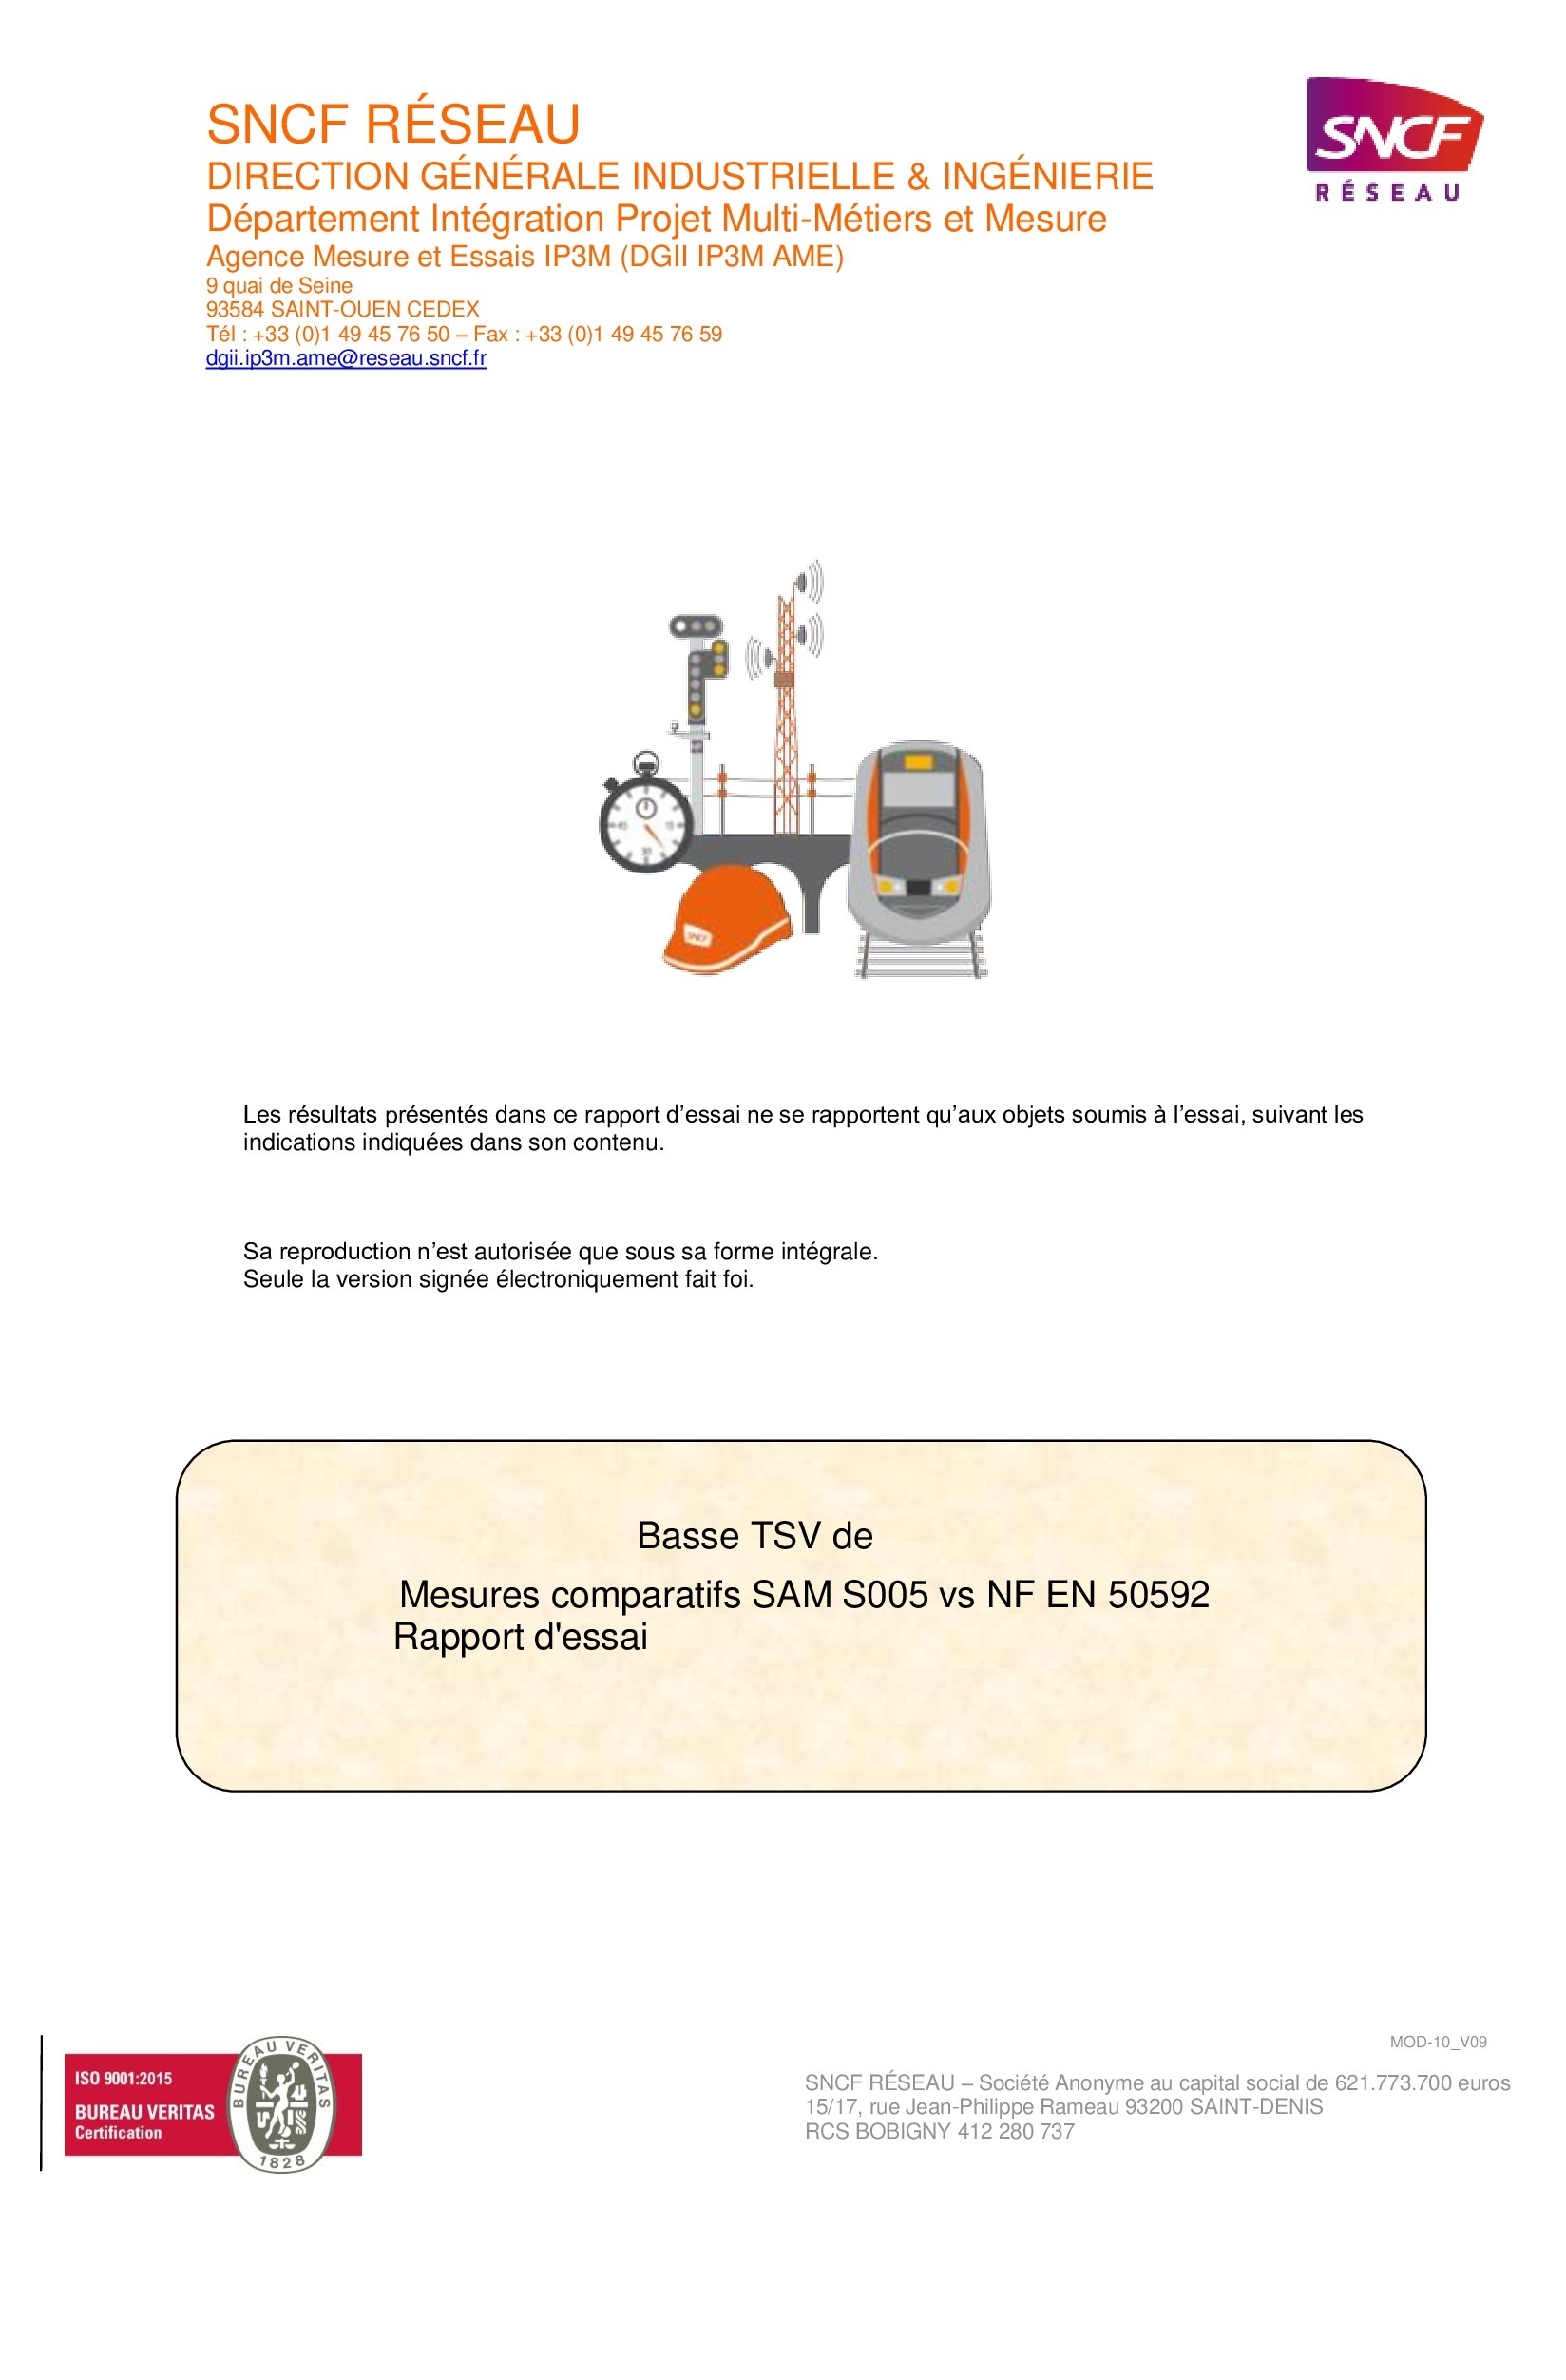 SNCF RÉSEAU
DIRECTION GÉNÉRALE INDUSTRIELLE & INGÉNIERIE
Département Intégration Projet Multi-Métiers et Mesure
Agence Mesure et Essais IP3M (DGII IP3M AME)
9 quai de Seine
93584 SAINT-OUEN CEDEX
Tél : +33 (0)1 49 45 76 50 – Fax : +33 (0)1 49 45 76 59
dgii.ip3m.ame@reseau.sncf.fr
SNCF
RÉSEAU
SNCF
Les résultats présentés dans ce rapport d’essai ne se rapportent qu’aux objets soumis à l’essai, suivant les
indications indiquées dans son contenu.
Sa reproduction n’est autorisée que sous sa forme intégrale.
Seule la version signée électroniquement fait foi.
Basse TSV de
Mesures comparatifs SAM S005 vs NF EN 50592
Rapport d'essai
MOD-10_V09
ISO 9001:2015
BUREAU VERITAS
Certification
BUREAU VERITAS
1828
SNCF RÉSEAU – Société Anonyme au capital social de 621.773.700 euros
15/17, rue Jean-Philippe Rameau 93200 SAINT-DENIS
RCS BOBIGNY 412 280 737